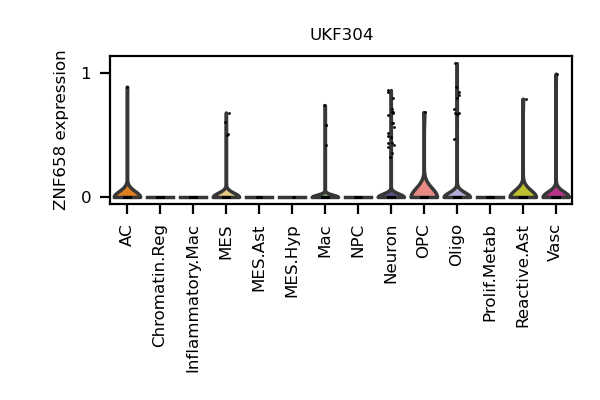 UKF304
ZNF658 expression
1
0
AC
Chromatin.Reg
Inflammatory.Mac
MES
MES.Ast
MES.Hyp
Mac
NPC
Neuron
OPC
Oligo
Prolif.Metab
Reactive.Ast
Vasc